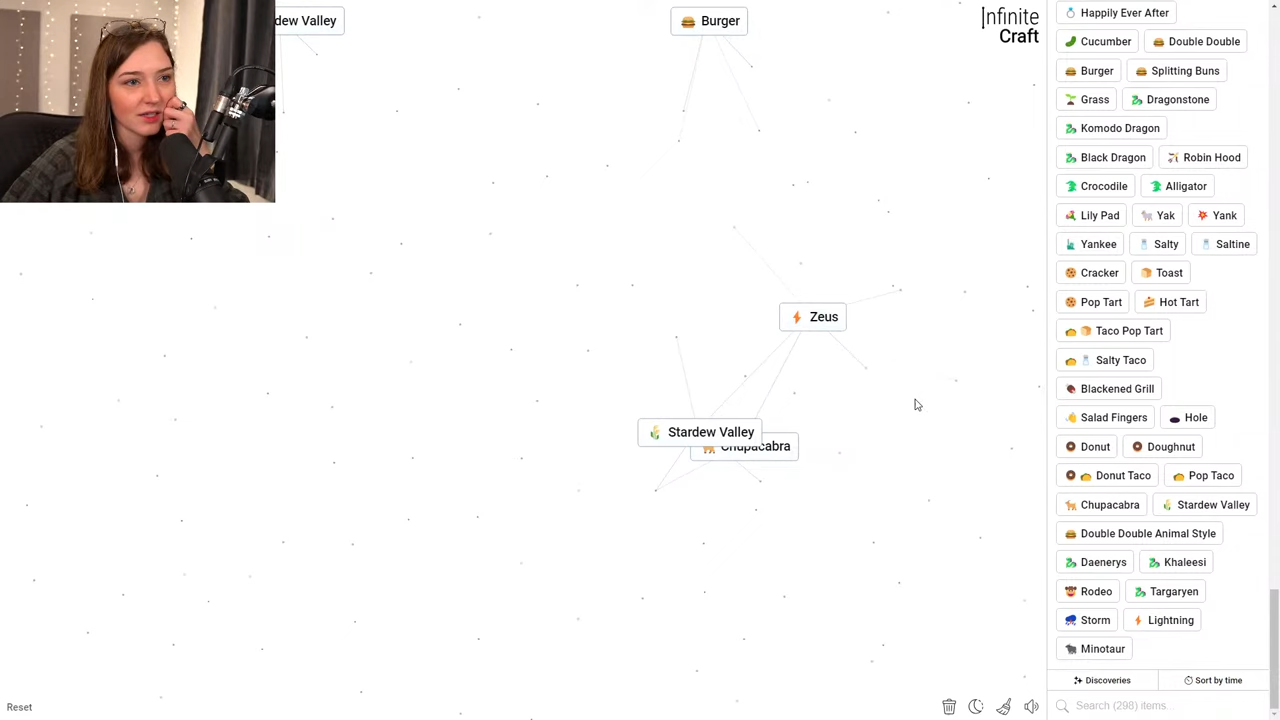 dew Valley
Burger
Infinite
Craft
Zeus
Stardew Valley
Chupacabra
Reset
Happily Ever After
Cucumber Double Double
Burger Splitting Buns
Grass Dragonstone
Komodo Dragon
Black Dragon Robin Hood
Crocodile Alligator
Lily Pad Yak Yank
Yankee Salty Saltine
Cracker Toast
Pop Tart Hot Tart
Taco Pop Tart
Salty Taco
Blackened Grill
Salad Fingers Hole
Donut Doughnut
Donut Taco Pop Taco
Chupacabra Stardew Valley
Double Double Animal Style
Daenerys Khaleesi
Rodeo Targaryen
Storm Lightning
Minotaur
Discoveries Sort by time
Search (298) items...